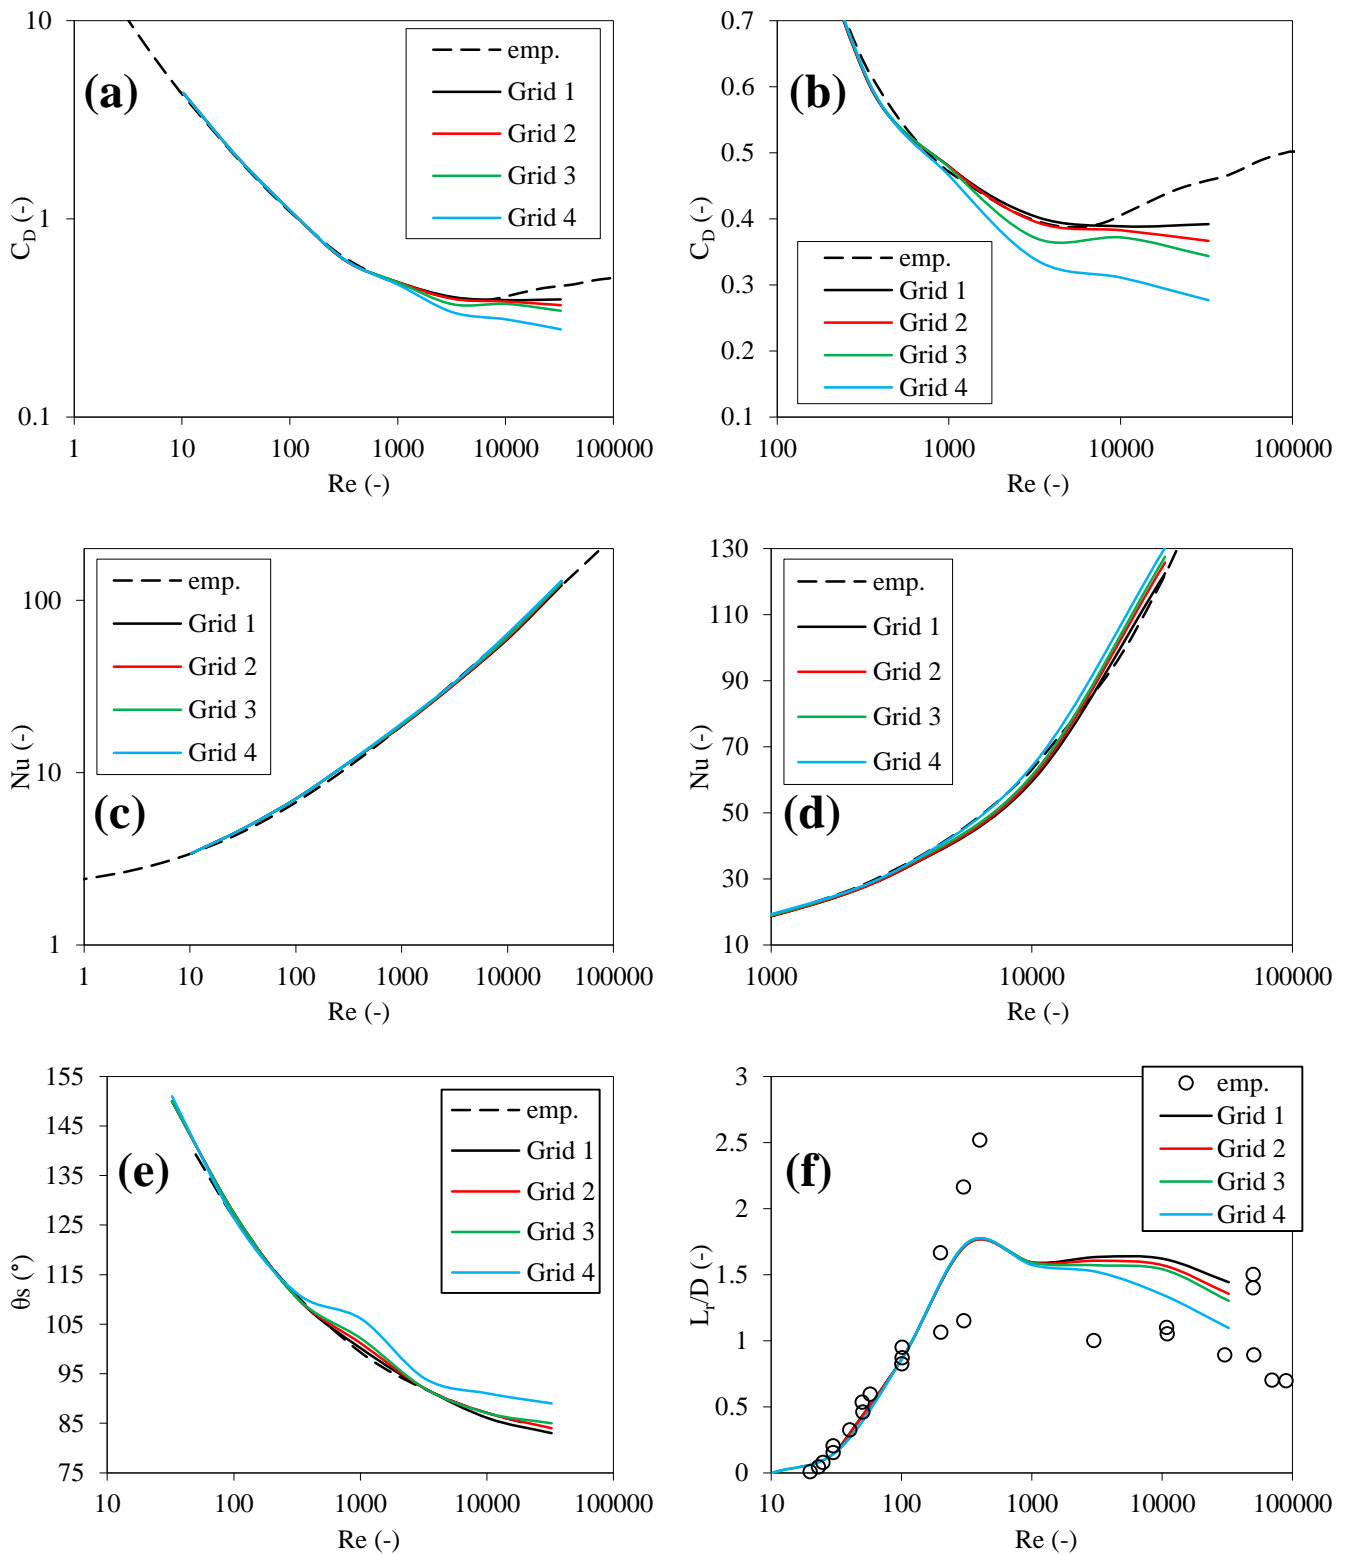 (a)
C_D (-)
10
1
0.1
1 10 100 1000 10000 100000
Re (-)
emp.
Grid 1
Grid 2
Grid 3
Grid 4
(b)
C_D (-)
0.7
0.6
0.5
0.4
0.3
0.2
0.1
100 1000 10000 100000
Re (-)
emp.
Grid 1
Grid 2
Grid 3
Grid 4
(c)
Nu (-)
100
10
1
1 10 100 1000 10000 100000
Re (-)
emp.
Grid 1
Grid 2
Grid 3
Grid 4
(d)
Nu (-)
130
110
90
70
50
30
10
1000 10000 100000
Re (-)
emp.
Grid 1
Grid 2
Grid 3
Grid 4
(e)
θs (°)
155
145
135
125
115
105
95
85
75
10 100 1000 10000 100000
Re (-)
emp.
Grid 1
Grid 2
Grid 3
Grid 4
(f)
L_r/D (-)
3
2.5
2
1.5
1
0.5
0
10 100 1000 10000 100000
Re (-)
emp.
Grid 1
Grid 2
Grid 3
Grid 4